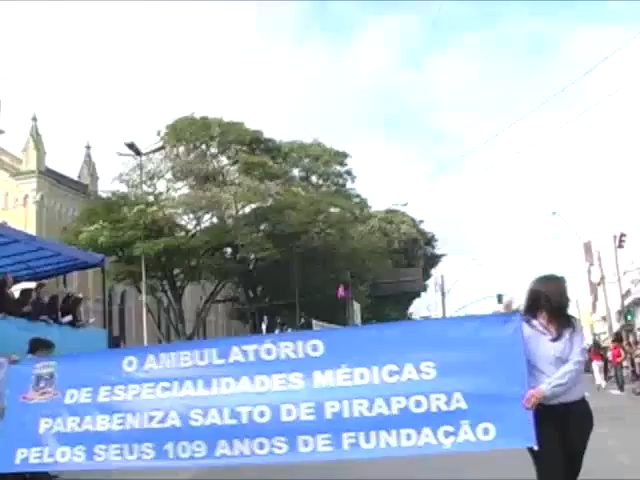 O AMBULATÓRIO
DE ESPECIALIDADES MÉDICAS
PARABENIZA SALTO DE PIRAPORA
PELOS SEUS 109 ANOS DE FUNDAÇÃO